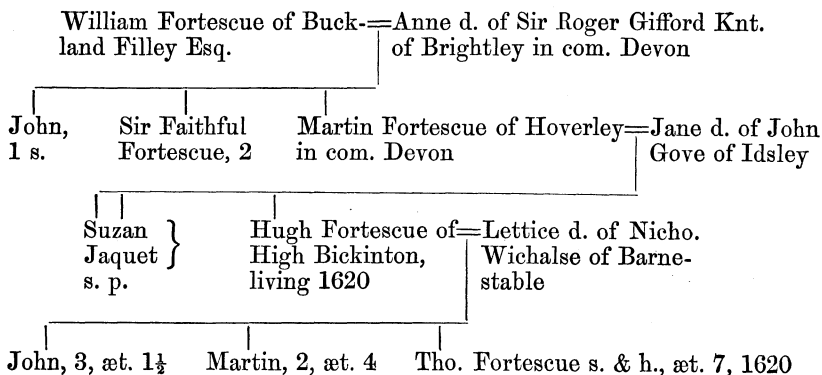 William Fortescue of Buck-=Anne d. of Sir Roger Gifford Knt.
land Filley Esq. of Brightley in com. Devon
John, Sir Faithful Martin Fortescue of Hoverley=Jane d. of John
1 s. Fortescue, 2 in com. Devon Gove of Idsley
Suzan Hugh Fortescue of=Lettice d. of Nicho.
Jaquet } High Bickinton, Wichalse of Barne-
s. p. living 1620 stable
John, 3, æt. 1½ Martin, 2, æt. 4 Tho. Fortescue s. & h., æt. 7, 1620